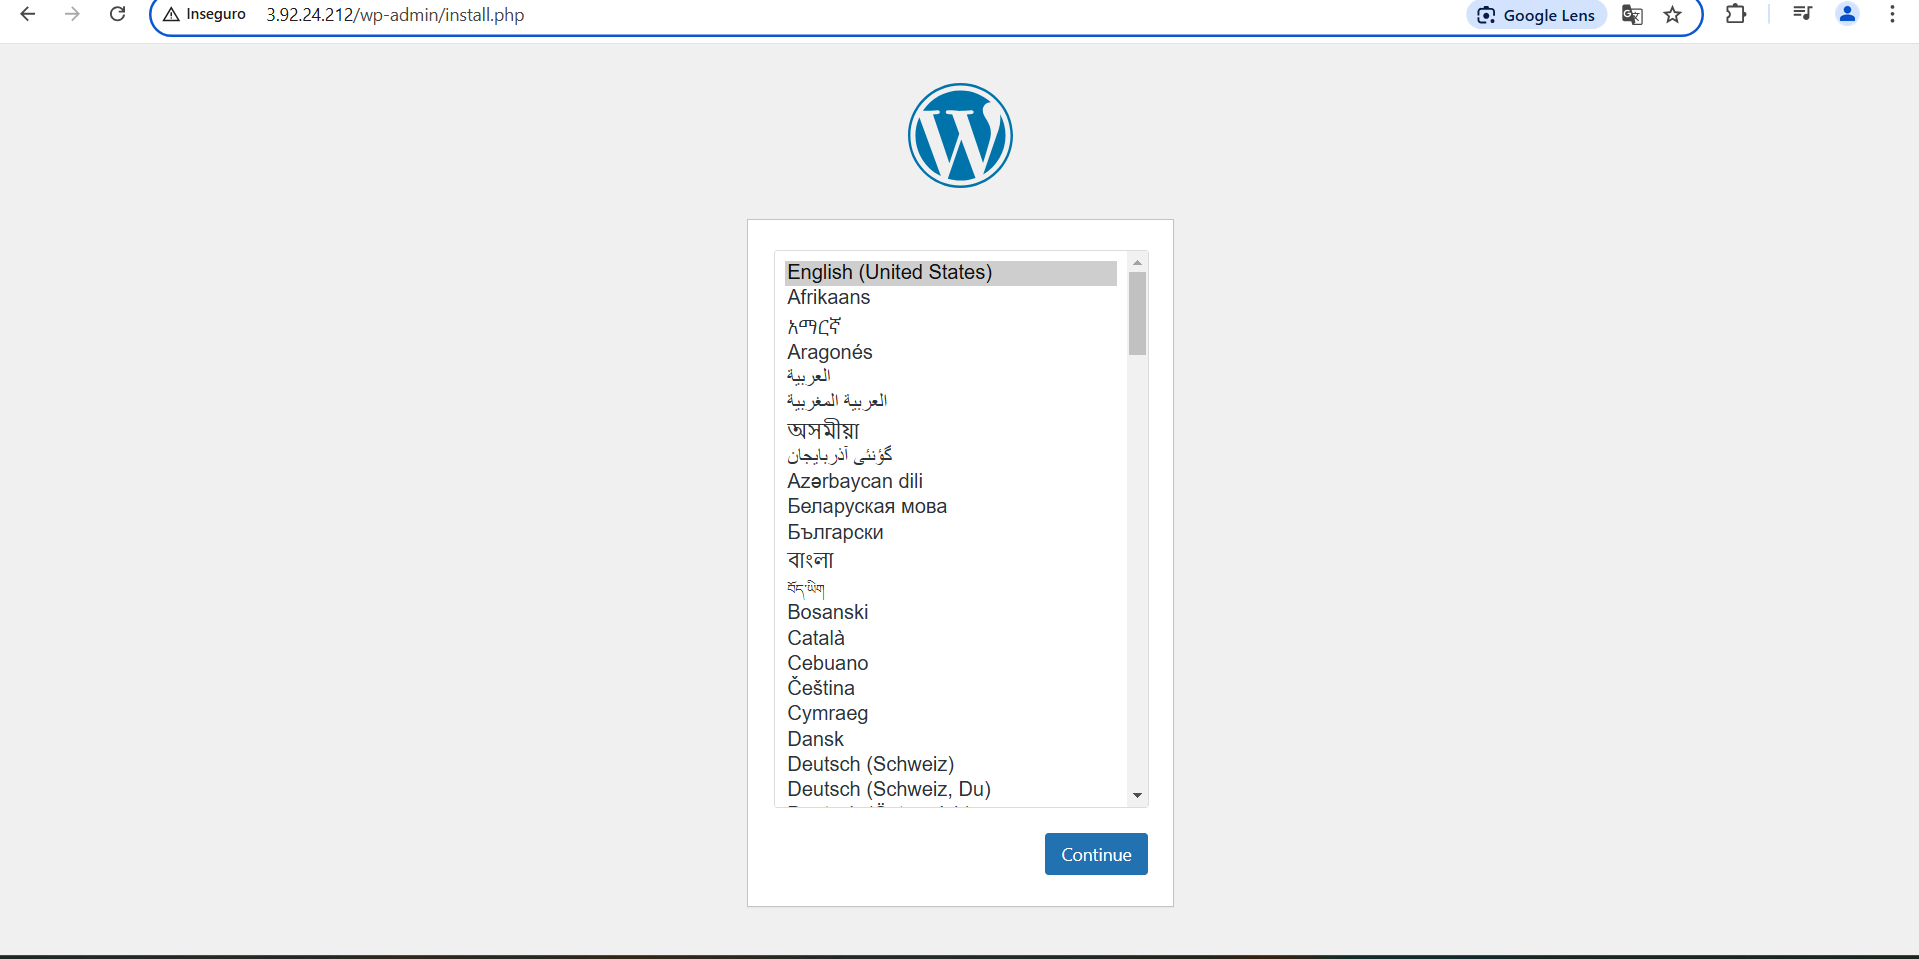 Inseguro 3.92.24.212/wp-admin/install.php Google Lens
English (United States)
Afrikaans
አማርኛ
Aragonés
العربية
العربية المغربية
অসমীয়া
گؤنئی آذربایجان
Azərbaycan dili
Беларуская мова
Български
বাংলা
བོད་ཡིག
Bosanski
Català
Cebuano
Čeština
Cymraeg
Dansk
Deutsch (Schweiz)
Deutsch (Schweiz, Du)
Continue